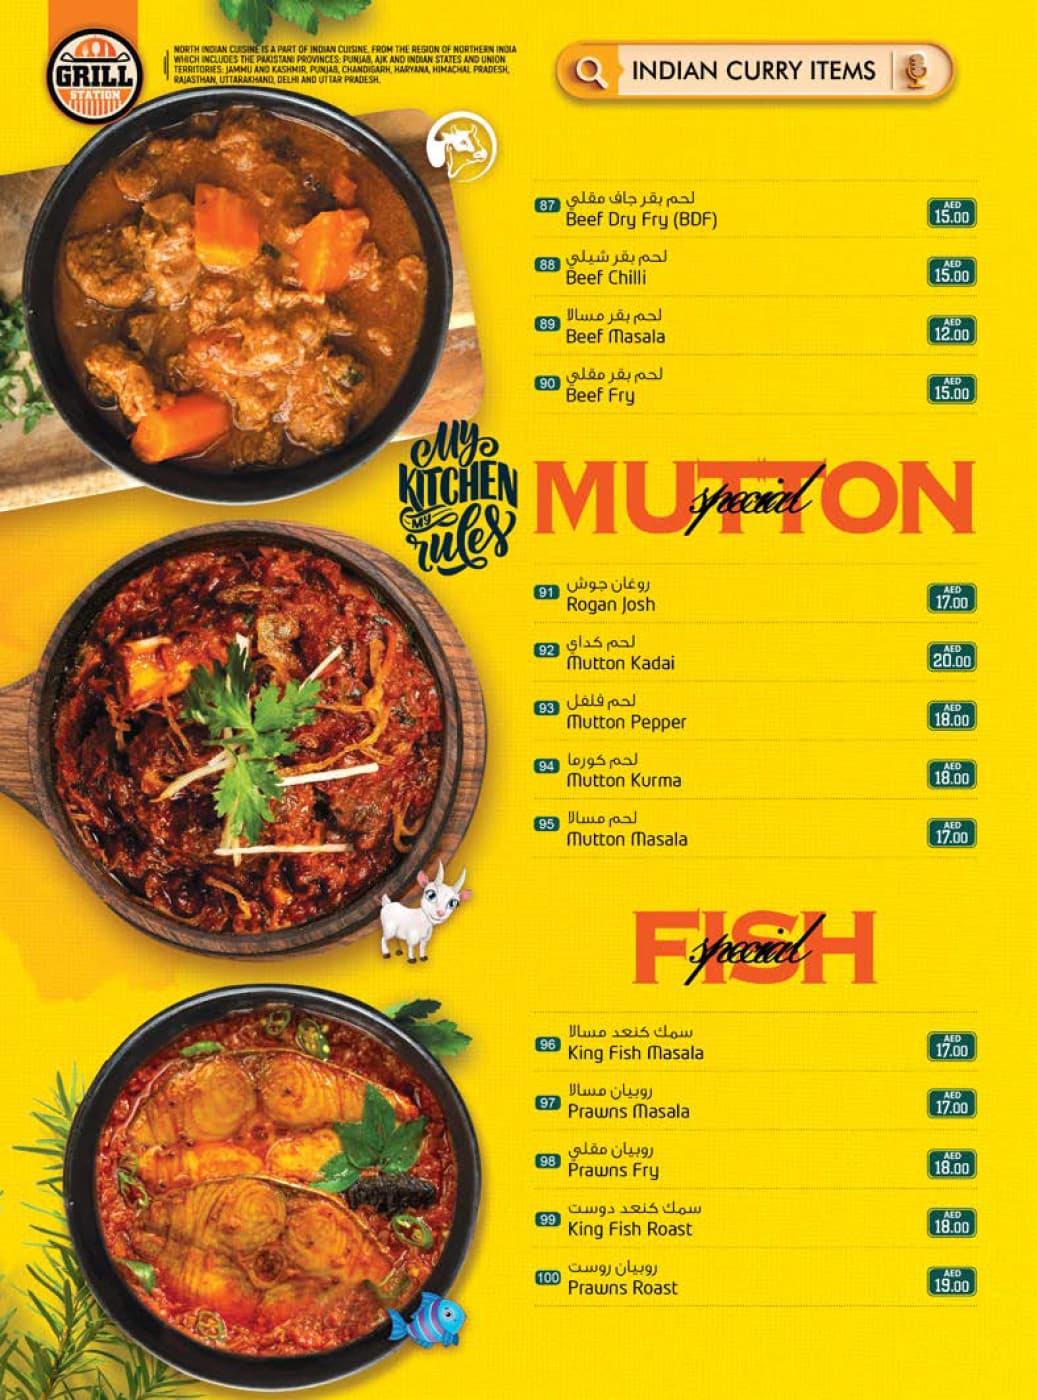 GRILL
STATION
NORTH INDIAN CUISINE IS A PART OF INDIAN CUISINE, FROM THE REGION OF NORTHERN INDIA
WHICH INCLUDES THE PAKISTANI PROVINCES: PUNJAB, AJK AND INDIAN STATES AND UNION
TERRITORIES: JAMMU AND KASHMIR, PUNJAB, CHANDIGARH, HARYANA, HIMACHAL PRADESH,
RAJASTHAN, UTTARAKHAND, DELHI AND UTTAR PRADESH.
INDIAN CURRY ITEMS
87 لحم بقر جاف مقلي
Beef Dry Fry (BDF)
AED
15.00
88 لحم بقر شيلي
Beef Chilli
AED
15.00
89 لحم بقر مسالا
Beef Masala
AED
12.00
90 لحم بقر مقلي
Beef Fry
AED
15.00
My
KITCHEN
MY
rules
MUTTON
special
91 روغان جوش
Rogan Josh
AED
17.00
92 لحم كداي
Mutton Kadai
AED
20.00
93 لحم فلفل
Mutton Pepper
AED
18.00
94 لحم كورما
Mutton Kurma
AED
18.00
95 لحم مسالا
Mutton Masala
AED
17.00
FISH
special
96 سمك كنعد مسالا
King Fish Masala
AED
17.00
97 روبيان مسالا
Prawns Masala
AED
17.00
98 روبيان مقلي
Prawns Fry
AED
18.00
99 سمك كنعد دوست
King Fish Roast
AED
18.00
100 روبيان روست
Prawns Roast
AED
19.00